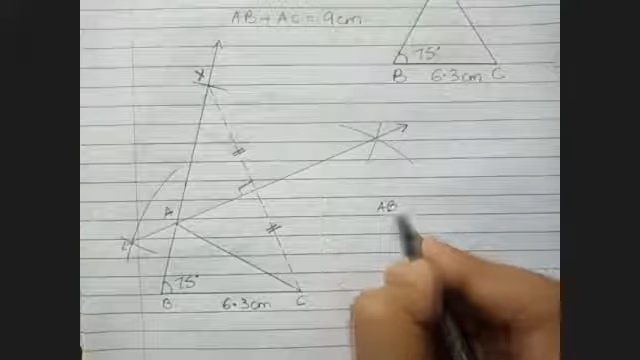 AB + AC = 9cm
75°
B 6.3cm C
X
A
75°
B 6.3cm C
AB